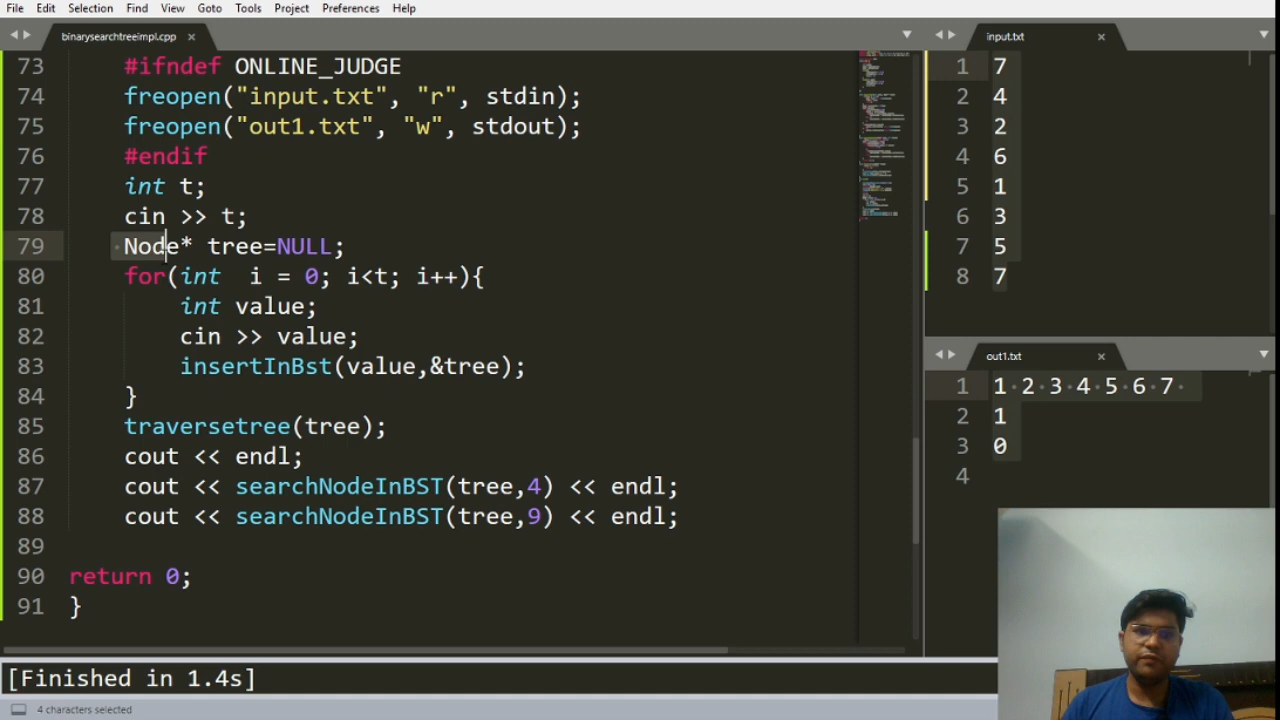 File Edit Selection Find View Goto Tools Project Preferences Help
binarysearchtreeimpl.cpp ×
73 #ifndef ONLINE_JUDGE
74 freopen("input.txt", "r", stdin);
75 freopen("out1.txt", "w", stdout);
76 #endif
77 int t;
78 cin >> t;
79 Node* tree=NULL;
80 for(int  i = 0; i<t; i++){
81 int value;
82 cin >> value;
83 insertInBst(value,&tree);
84 }
85 traversetree(tree);
86 cout << endl;
87 cout << searchNodeInBST(tree,4) << endl;
88 cout << searchNodeInBST(tree,9) << endl;
89
90 return 0;
91 }
input.txt ×
1 7
2 4
3 2
4 6
5 1
6 3
7 5
8 7
out1.txt ×
1 1 2 3 4 5 6 7
2 1
3 0
4
[Finished in 1.4s]
4 characters selected